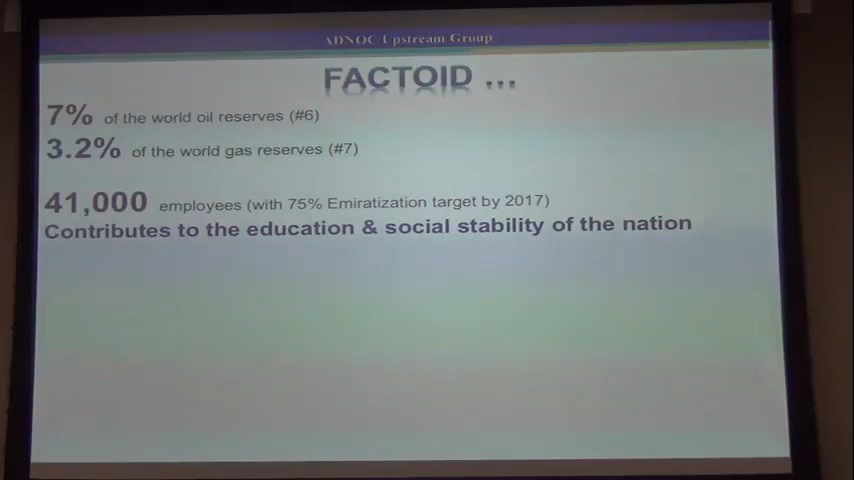 ADNOC Upstream Group
FACTOID ...
7% of the world oil reserves (#6)
3.2% of the world gas reserves (#7)
41,000 employees (with 75% Emiratization target by 2017)
Contributes to the education & social stability of the nation